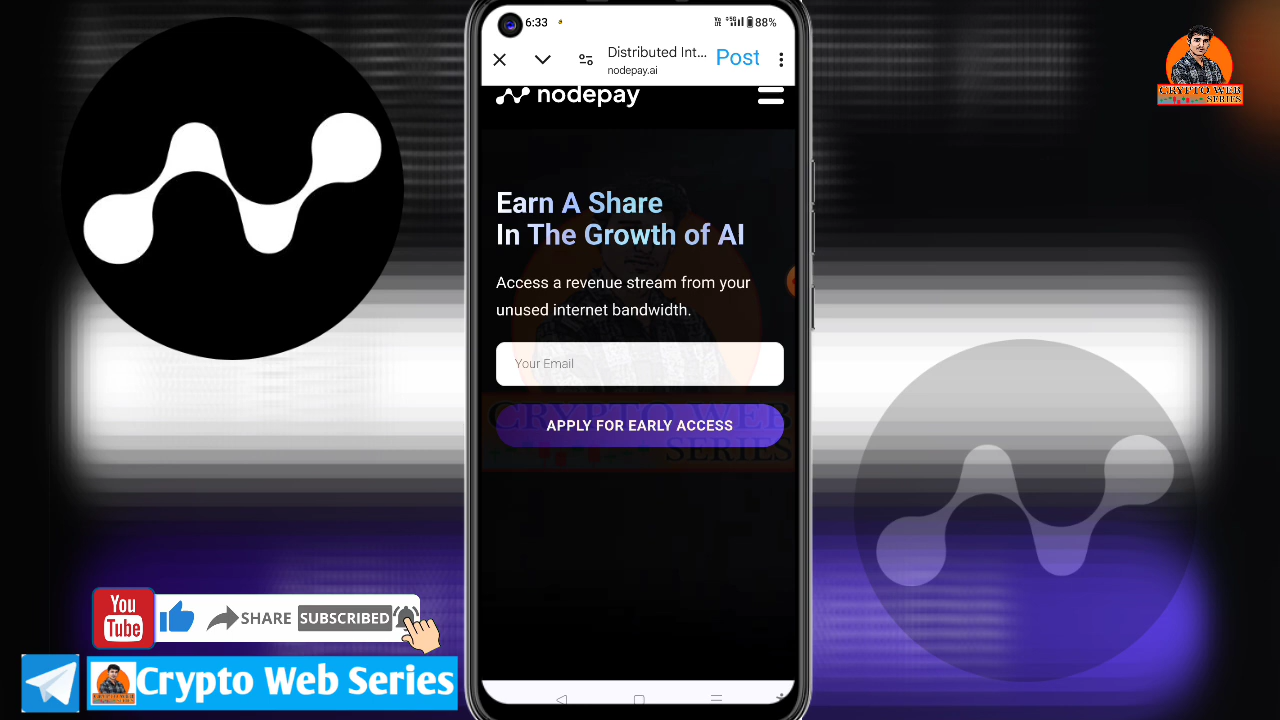 6:33
88%
Distributed Int...
nodepay.ai
Post
nodepay
CRYPTO WEB
SERIES
Earn A Share
In The Growth of AI
Access a revenue stream from your
unused internet bandwidth.
Your Email
APPLY FOR EARLY ACCESS
CRYPTO WEB
SERIES
You
Tube
SHARE
SUBSCRIBED
Crypto Web Series